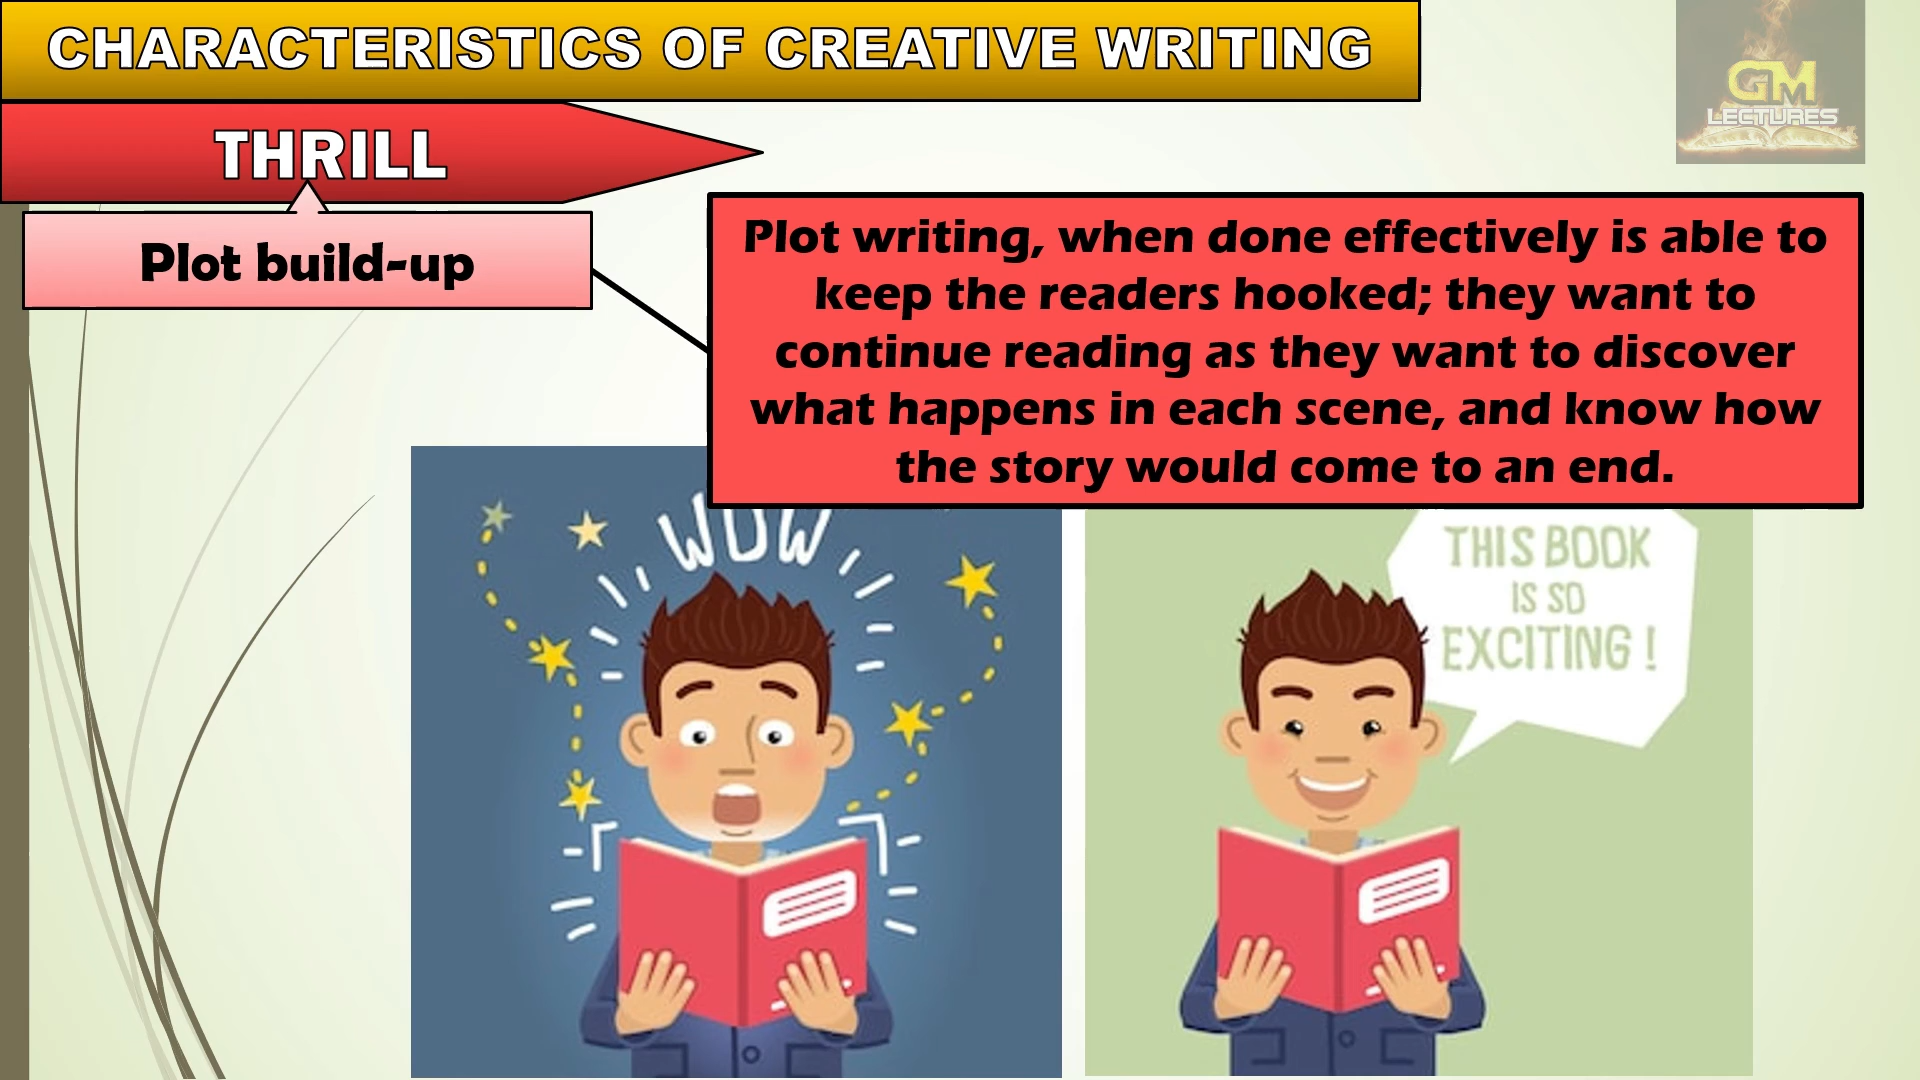 CHARACTERISTICS OF CREATIVE WRITING
GM
LECTURES
THRILL
Plot build-up
Plot writing, when done effectively is able to
keep the readers hooked; they want to
continue reading as they want to discover
what happens in each scene, and know how
the story would come to an end.
WOW
THIS BOOK
IS SO
EXCITING !